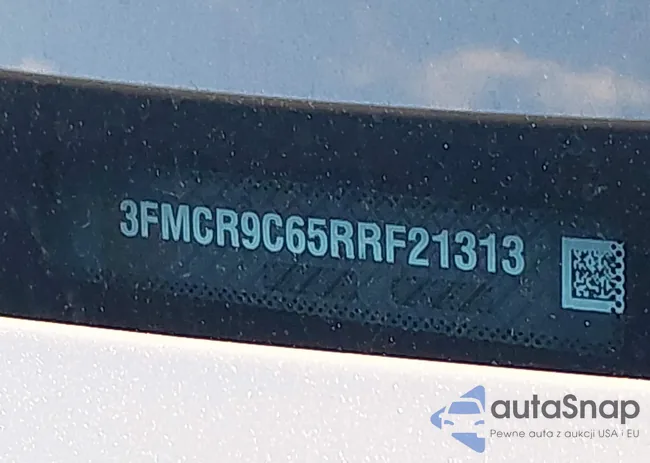 3FMCR9C65RRF21313
autaSnap
Pewne auta z aukcji USA i EU